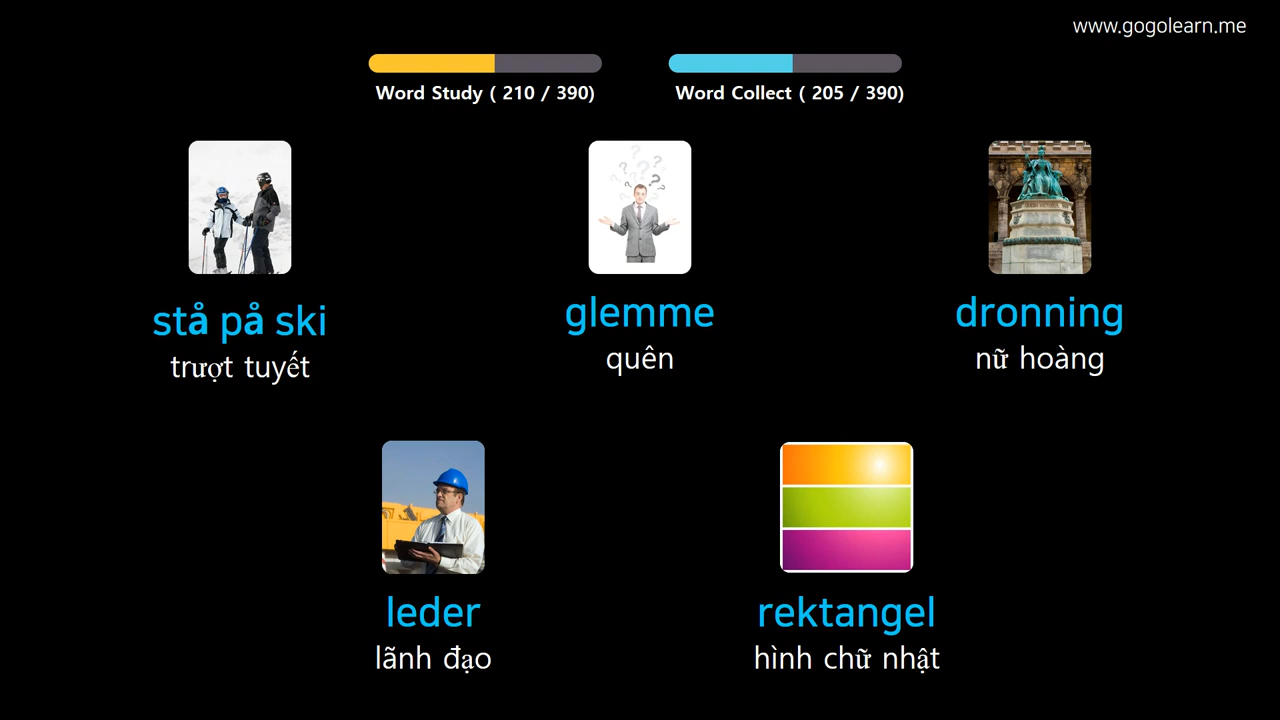 www.gogolearn.me
Word Study ( 210 / 390)
Word Collect ( 205 / 390)
stå på ski
trượt tuyết
glemme
quên
dronning
nữ hoàng
leder
lãnh đạo
rektangel
hình chữ nhật